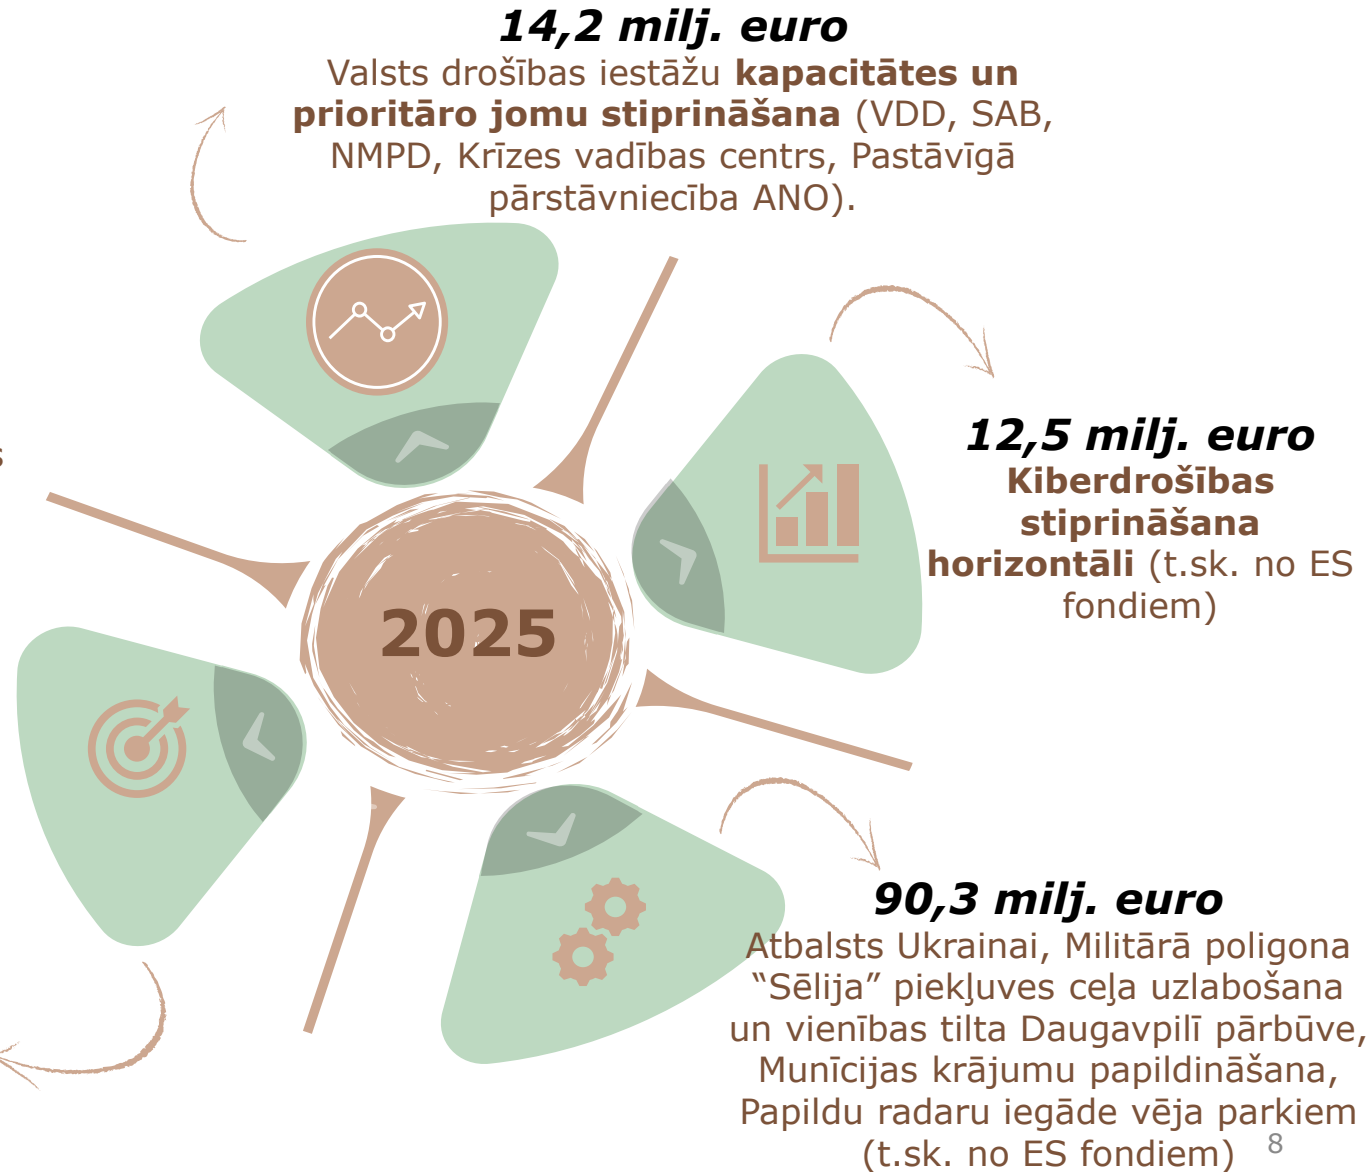 14,2 milj. euro
Valsts drošības iestāžu kapacitātes un
prioritāro jomu stiprināšana (VDD, SAB,
NMPD, Krīzes vadības centrs, Pastāvīgā
pārstāvniecība ANO).
12,5 milj. euro
Kiberdrošības
stiprināšana
horizontāli (t.sk. no ES
fondiem)
s
2025
90,3 milj. euro
Atbalsts Ukrainai, Militārā poligona
“Sēlija” piekļuves ceļa uzlabošana
un vienības tilta Daugavpilī pārbūve,
Munīcijas krājumu papildināšana,
Papildu radaru iegāde vēja parkiem
(t.sk. no ES fondiem)
8